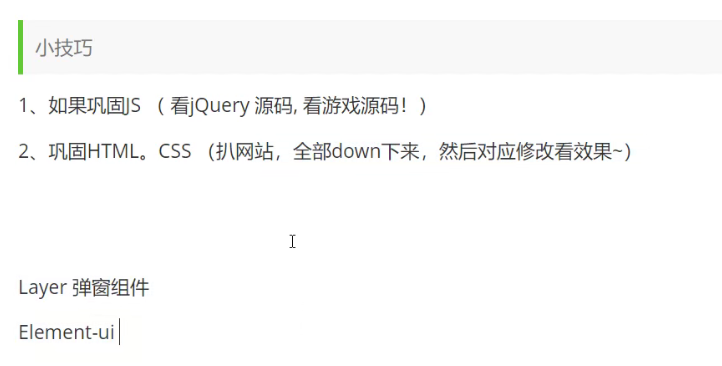 小技巧
1、如果巩固JS （ 看jQuery 源码, 看游戏源码！）
2、巩固HTML。CSS （扒网站，全部down下来，然后对应修改看效果~）
Layer 弹窗组件
Element-ui